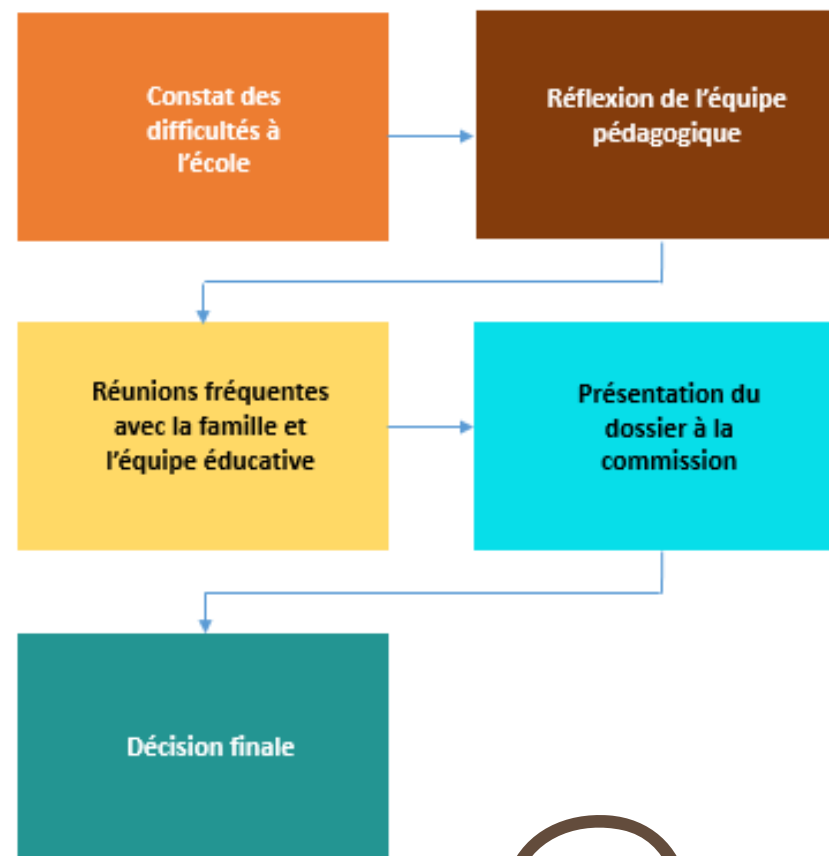 Constat des
difficultés à
l’école
Réflexion de l’équipe
pédagogique
Réunions fréquentes
avec la famille et
l’équipe éducative
Présentation du
dossier à la
commission
Décision finale